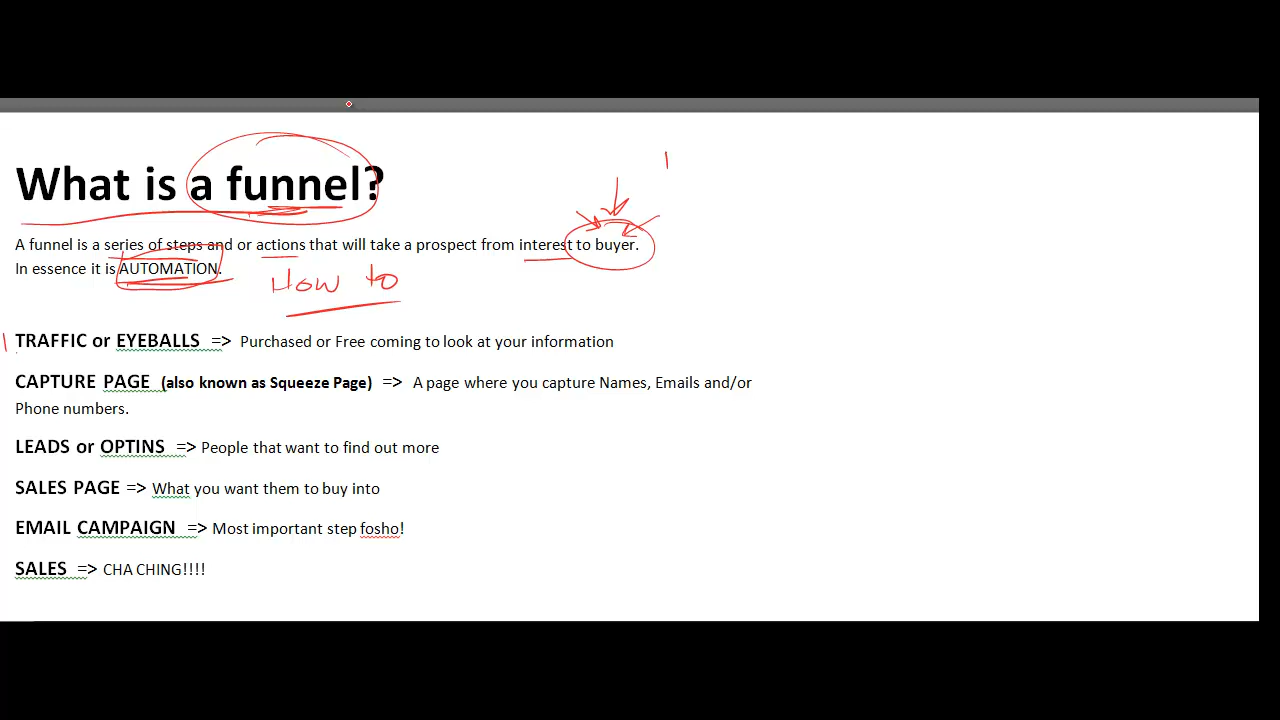 What is a funnel?
A funnel is a series of steps and or actions that will take a prospect from interest to buyer.
In essence it is AUTOMATION.
How to
1 TRAFFIC or EYEBALLS => Purchased or Free coming to look at your information
CAPTURE PAGE (also known as Squeeze Page) => A page where you capture Names, Emails and/or
Phone numbers.
LEADS or OPTINS => People that want to find out more
SALES PAGE => What you want them to buy into
EMAIL CAMPAIGN => Most important step fosho!
SALES => CHA CHING!!!!